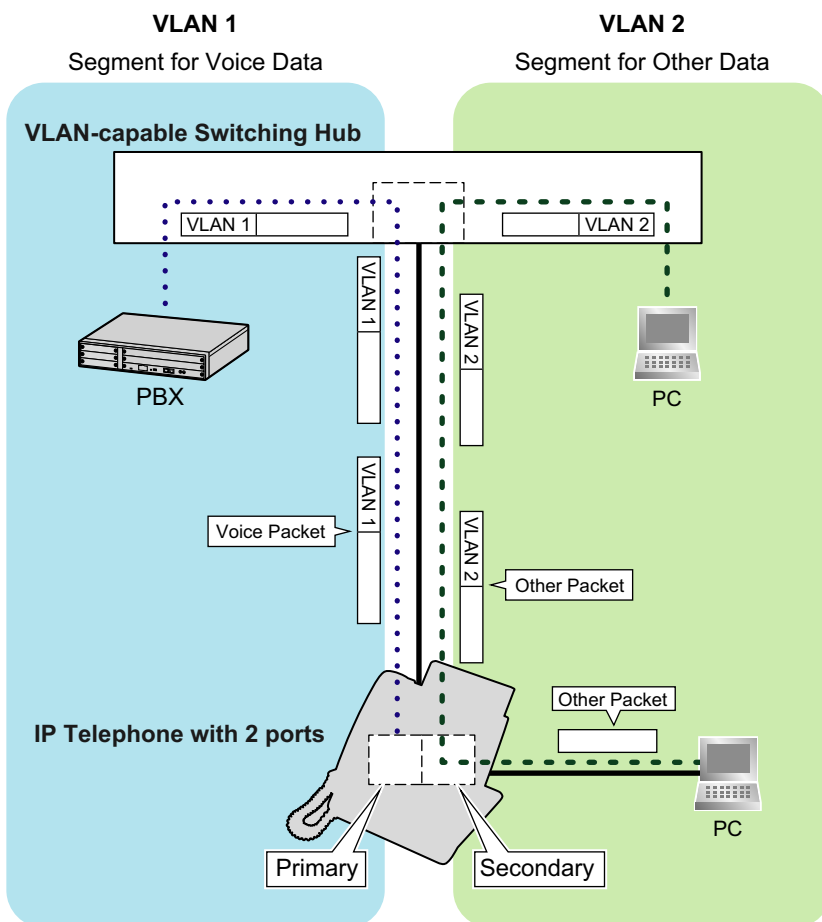 VLAN 1
Segment for Voice Data
VLAN 2
Segment for Other Data
VLAN-capable Switching Hub
VLAN 1
VLAN 2
VLAN 1
VLAN 2
PBX
PC
VLAN 1
Voice Packet
VLAN 2
Other Packet
Other Packet
IP Telephone with 2 ports
PC
Primary
Secondary